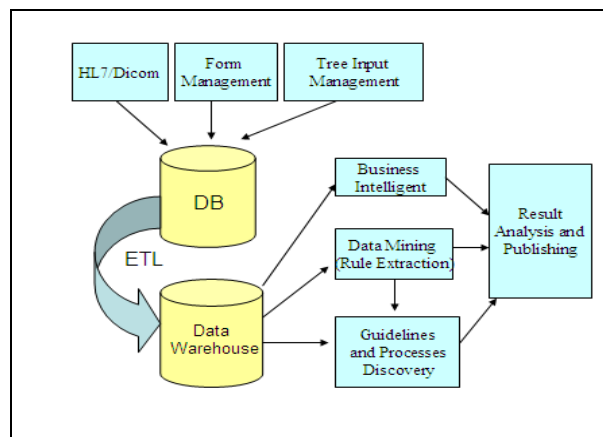 HL7/Dicom
Form
Management
Tree Input
Management
DB
ETL
Data
Warehouse
Business
Intelligent
Data Mining
(Rule Extraction)
Guidelines
and Processes
Discovery
Result
Analysis and
Publishing